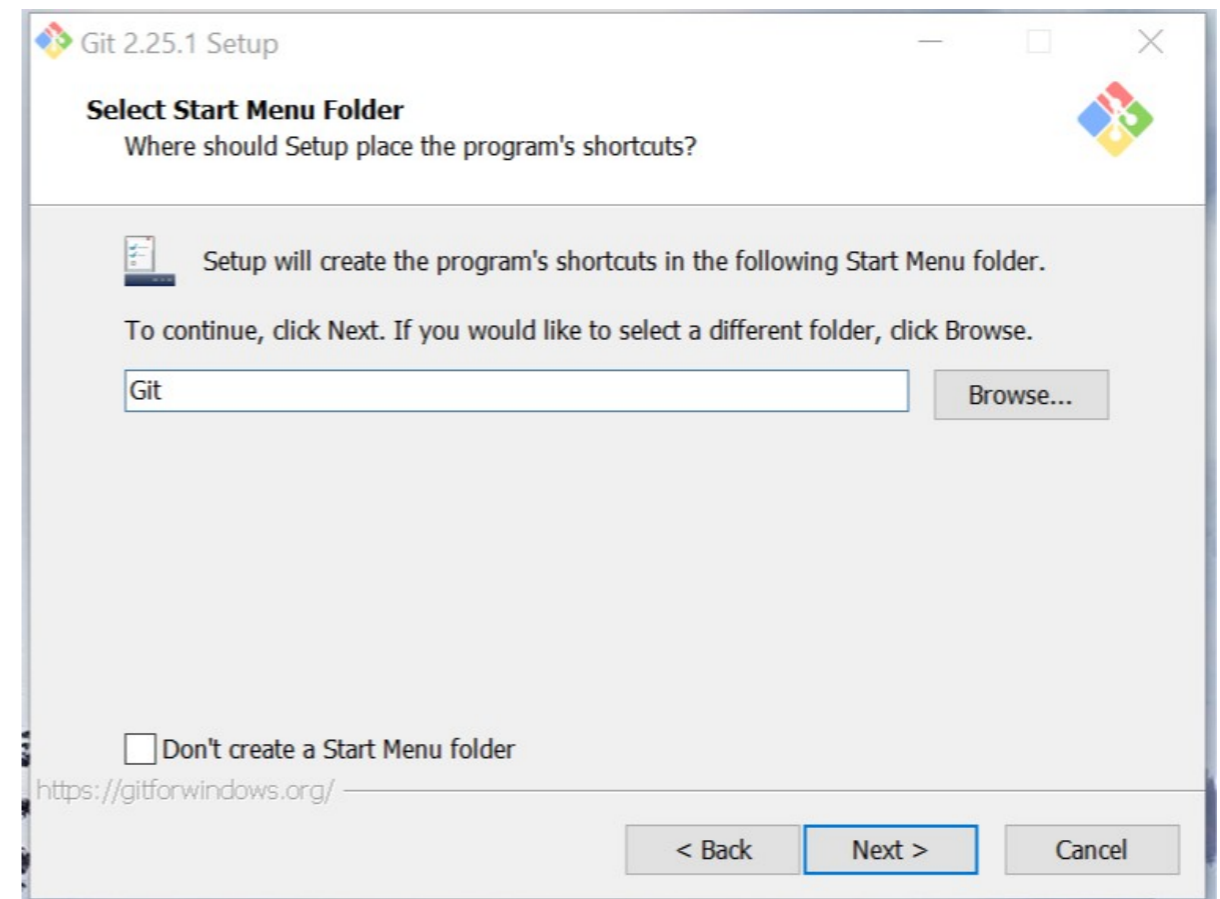 Git 2.25.1 Setup
Select Start Menu Folder
Where should Setup place the program's shortcuts?
Setup will create the program's shortcuts in the following Start Menu folder.
To continue, click Next. If you would like to select a different folder, click Browse.
Git
Browse...
Don't create a Start Menu folder
https://gitforwindows.org/
< Back
Next >
Cancel